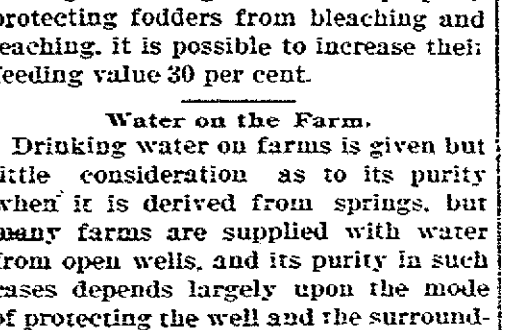 protecting fodders from bleaching and
leaching, it is possible to increase their
feeding value 30 per cent.
Water on the Farm.
Drinking water on farms is given but
little consideration as to its purity
when it is derived from springs, but
many farms are supplied with water
from open wells, and its purity in such
cases depends largely upon the mode
of protecting the well and the surround-